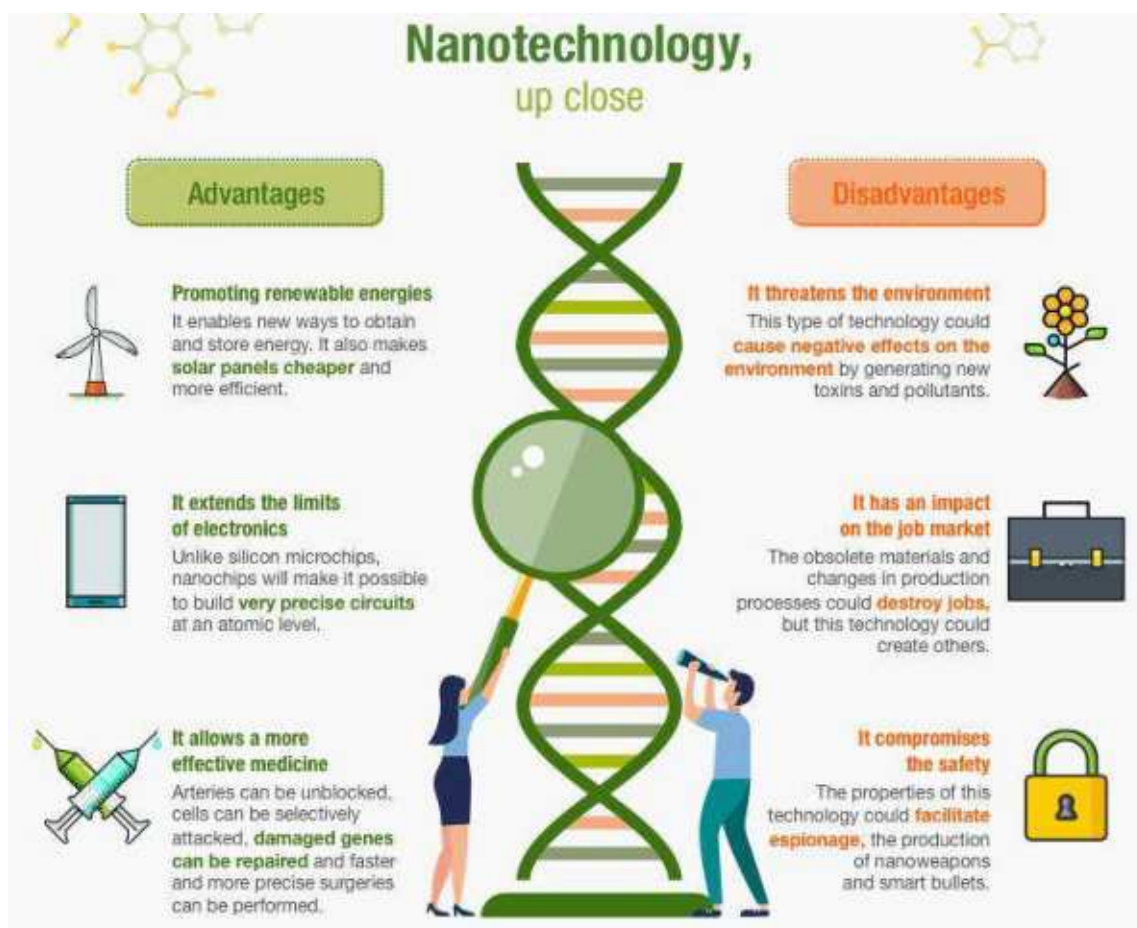 Nanotechnology,
up close
Advantages
Promoting renewable energies
It enables new ways to obtain
and store energy. It also makes
solar panels cheaper and
more efficient.
It extends the limits
of electronics
Unlike silicon microchips,
nanochips will make it possible
to build very precise circuits
at an atomic level.
It allows a more
effective medicine
Arteries can be unblocked,
cells can be selectively
attacked, damaged genes
can be repaired and faster
and more precise surgeries
can be performed.
Disadvantages
It threatens the environment
This type of technology could
cause negative effects on the
environment by generating new
toxins and pollutants.
It has an impact
on the job market
The obsolete materials and
changes in production
processes could destroy jobs,
but this technology could
create others.
It compromises
the safety
The properties of this
technology could facilitate
espionage, the production
of nanoweapons
and smart bullets.